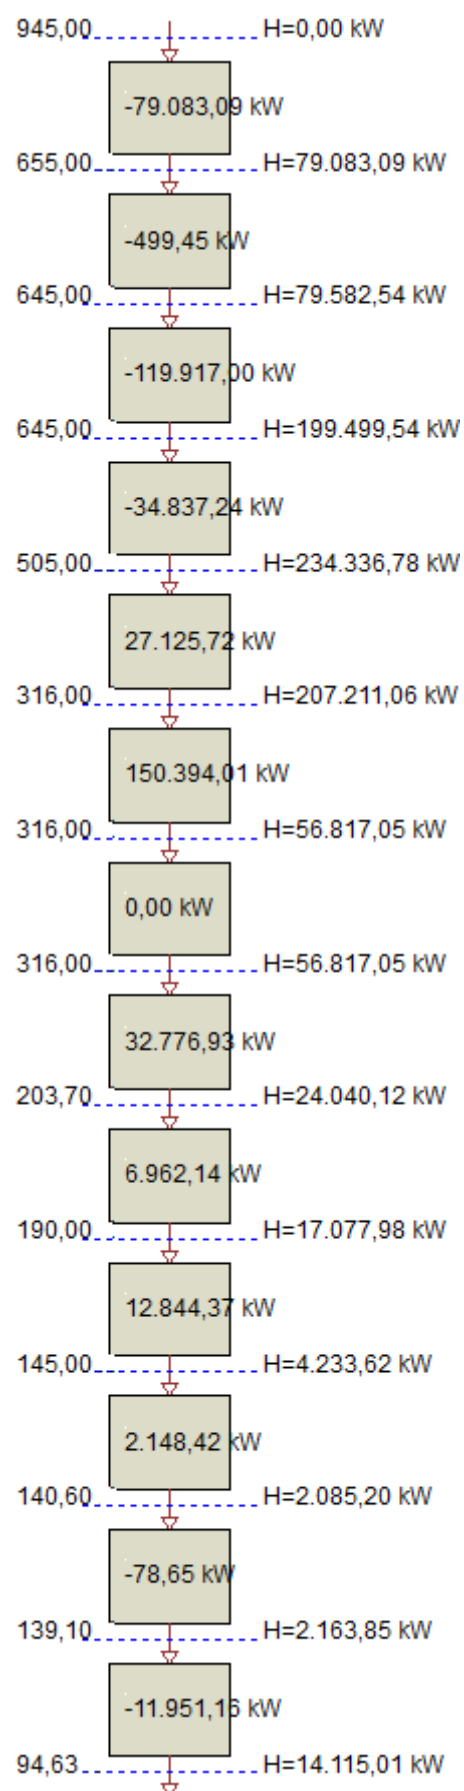 945,00 H=0,00 kW
-79.083,09 kW
655,00 H=79.083,09 kW
-499,45 kW
645,00 H=79.582,54 kW
-119.917,00 kW
645,00 H=199.499,54 kW
-34.837,24 kW
505,00 H=234.336,78 kW
27.125,72 kW
316,00 H=207.211,06 kW
150.394,01 kW
316,00 H=56.817,05 kW
0,00 kW
316,00 H=56.817,05 kW
32.776,93 kW
203,70 H=24.040,12 kW
6.962,14 kW
190,00 H=17.077,98 kW
12.844,37 kW
145,00 H=4.233,62 kW
2.148,42 kW
140,60 H=2.085,20 kW
-78,65 kW
139,10 H=2.163,85 kW
-11.951,16 kW
94,63 H=14.115,01 kW